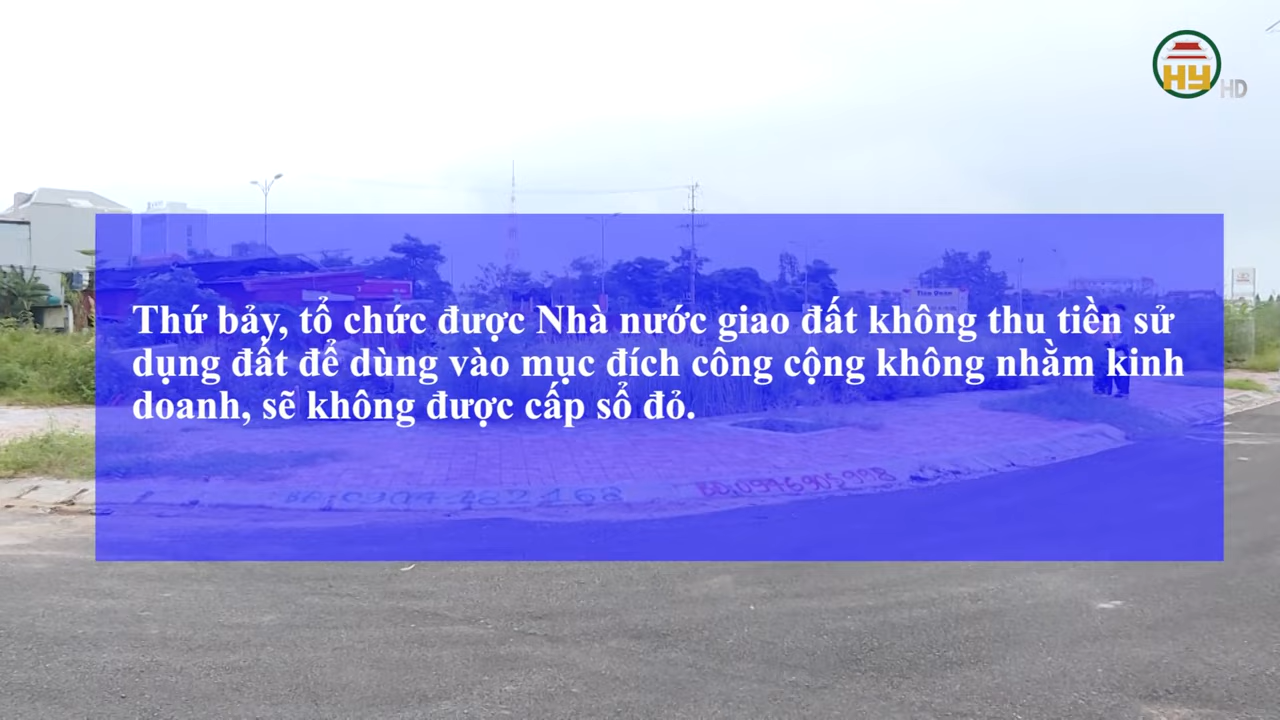 HY
HD
Thứ bảy, tổ chức được Nhà nước giao đất không thu tiền sử
dụng đất để dùng vào mục đích công cộng không nhằm kinh
doanh, sẽ không được cấp sổ đỏ.